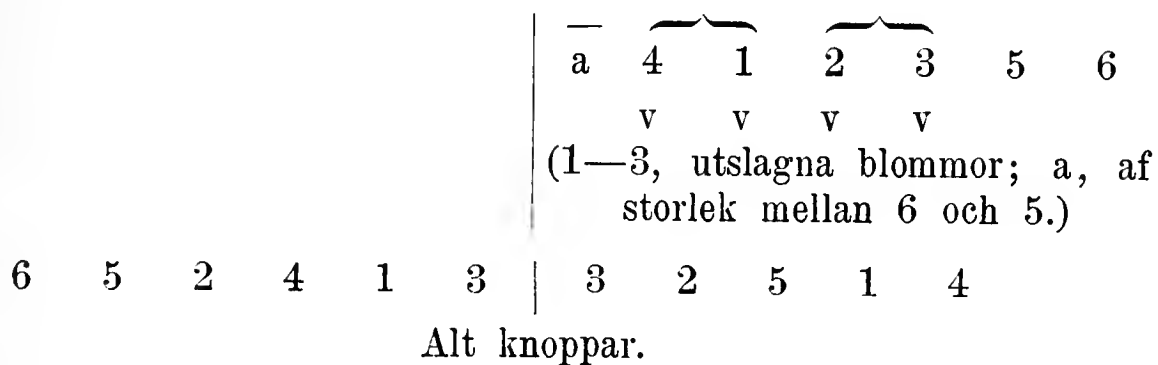 a 4 1 2 3 5 6
v v v v
(1—3, utslagna blommor; a, af
storlek mellan 6 och 5.)
6 5 2 4 1 3 | 3 2 5 1 4
Alt knoppar.